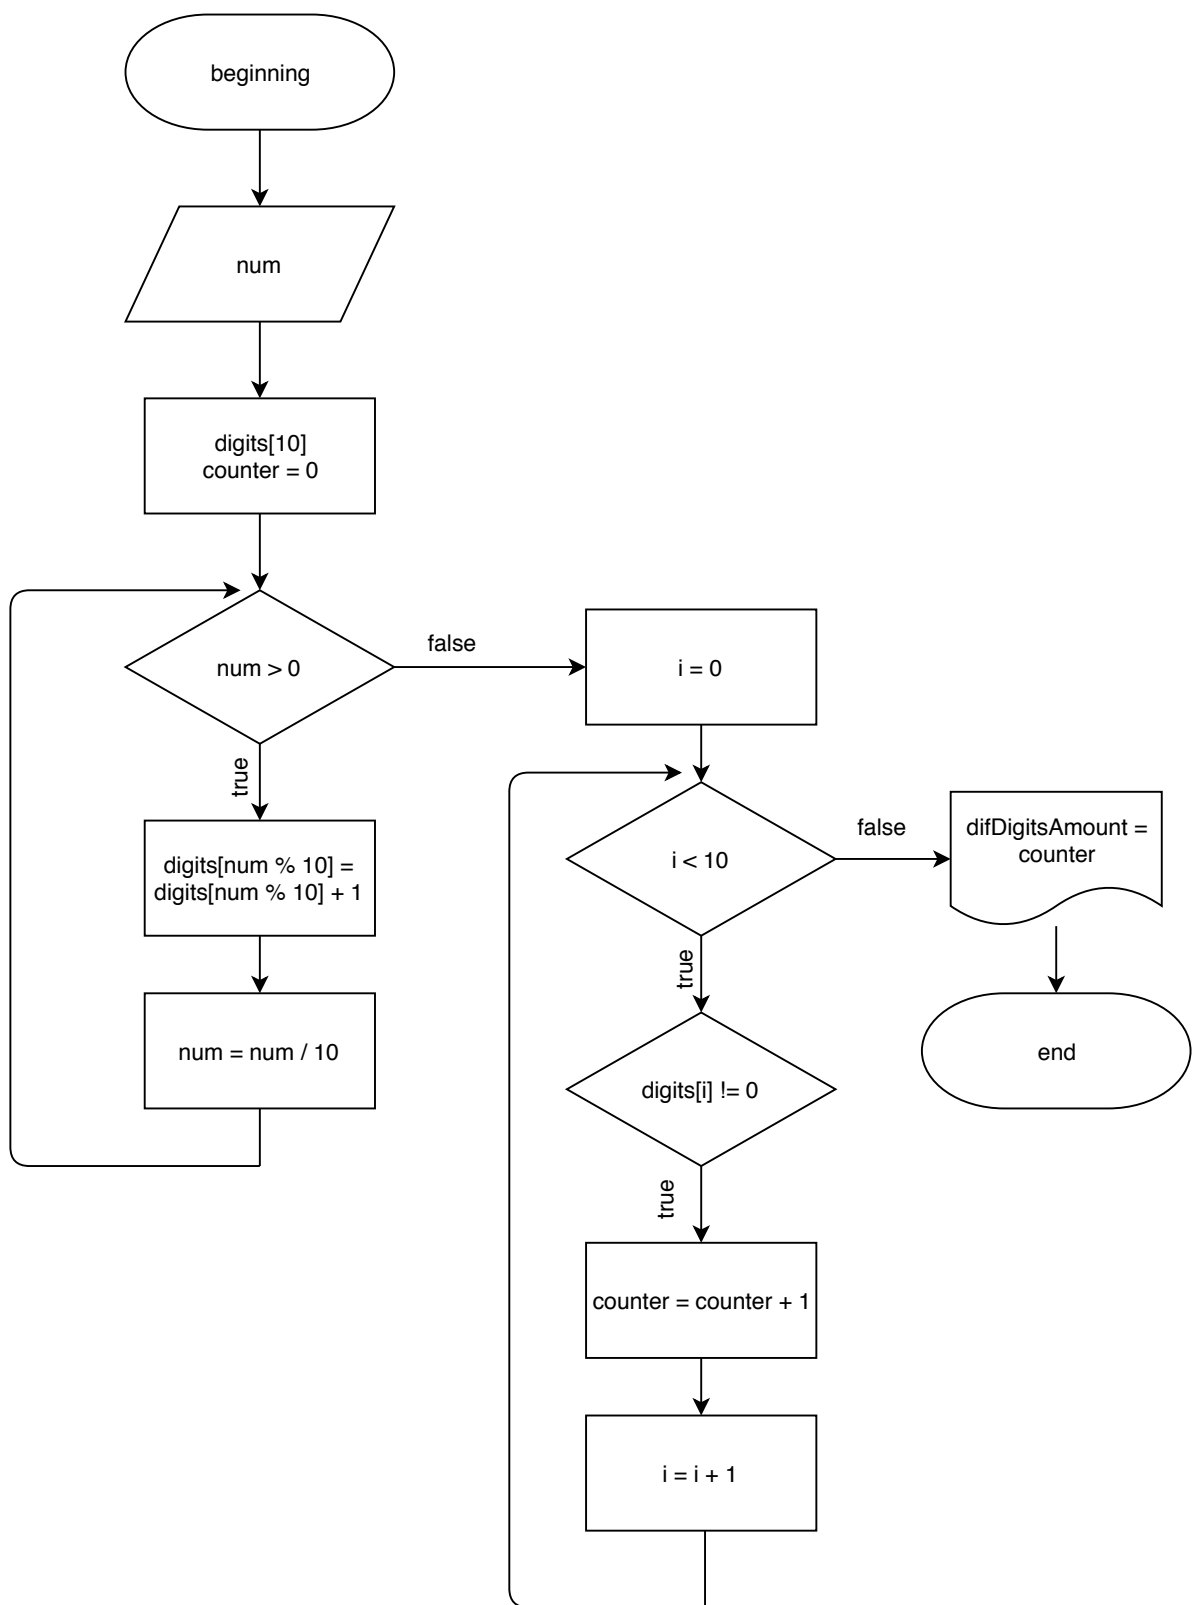 beginning
num
digits[10]
counter = 0
num > 0
false
i = 0
true
digits[num % 10] =
digits[num % 10] + 1
num = num / 10
i < 10
false
difDigitsAmount =
counter
true
end
digits[i] != 0
true
counter = counter + 1
i = i + 1